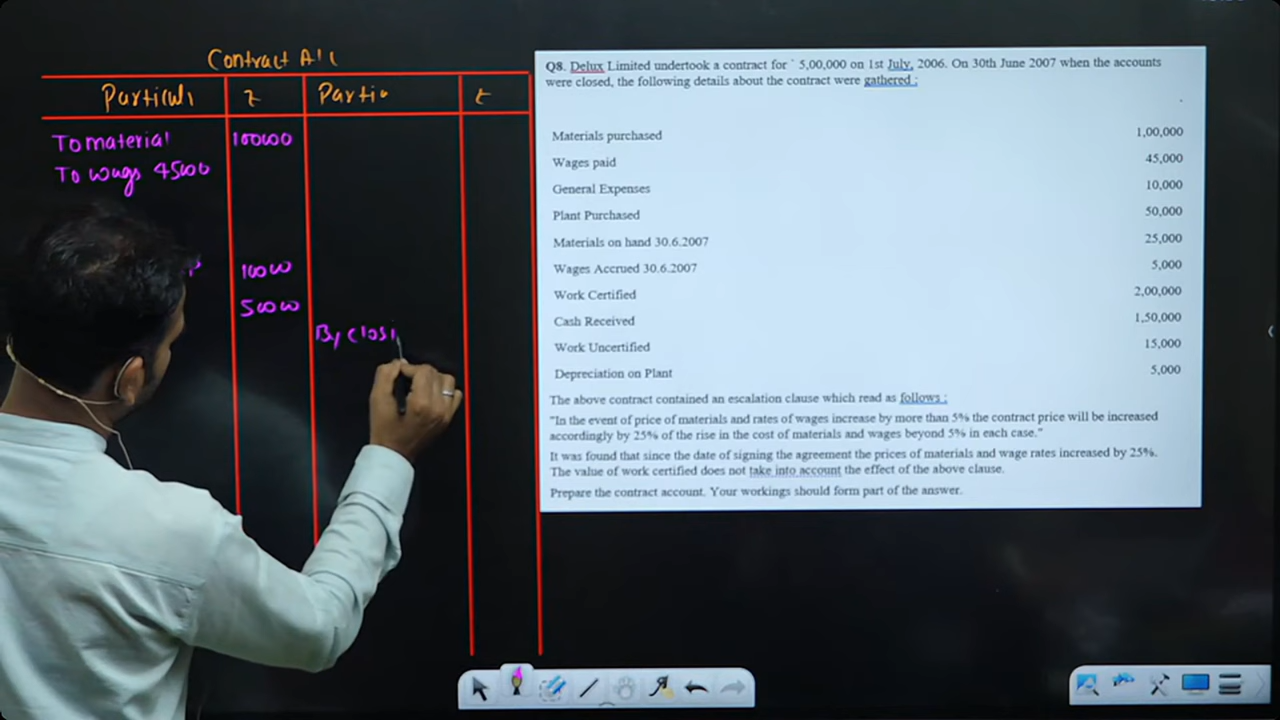 Contract A/c
Particul, ₹ Partic ₹
To material 100000
To wags 45000
10000
50000
By Closi
Q8. Delux Limited undertook a contract for ` 5,00,000 on 1st July, 2006. On 30th June 2007 when the accounts
were closed, the following details about the contract were gathered :
Materials purchased 1,00,000
Wages paid 45,000
General Expenses 10,000
Plant Purchased 50,000
Materials on hand 30.6.2007 25,000
Wages Accrued 30.6.2007 5,000
Work Certified 2,00,000
Cash Received 1,50,000
Work Uncertified 15,000
Depreciation on Plant 5,000
The above contract contained an escalation clause which read as follows :
"In the event of price of materials and rates of wages increase by more than 5% the contract price will be increased
accordingly by 25% of the rise in the cost of materials and wages beyond 5% in each case."
It was found that since the date of signing the agreement the prices of materials and wage rates increased by 25%.
The value of work certified does not take into account the effect of the above clause.
Prepare the contract account. Your workings should form part of the answer.